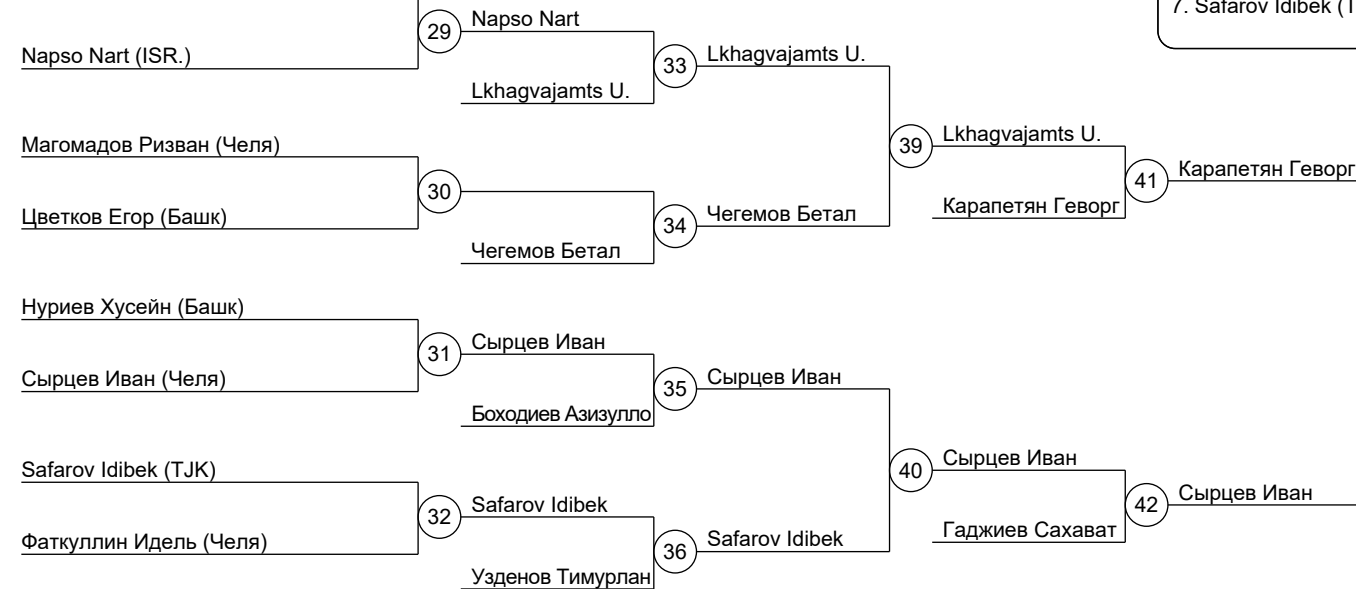 7. Safarov Idibek (T
29
Napso Nart
Napso Nart (ISR.)
33
Lkhagvajamts U.
Lkhagvajamts U.
Магомадов Ризван (Челя)
39
Lkhagvajamts U.
30
41
Карапетян Геворг
Цветков Егор (Башк)
34
Чегемов Бетал
Карапетян Геворг
Чегемов Бетал
Нуриев Хусейн (Башк)
31
Сырцев Иван
Сырцев Иван (Челя)
35
Сырцев Иван
Боходиев Азизулло
Safarov Idibek (TJK)
40
Сырцев Иван
32
Safarov Idibek
42
Сырцев Иван
Фаткуллин Идель (Челя)
36
Safarov Idibek
Гаджиев Сахават
Узденов Тимурлан